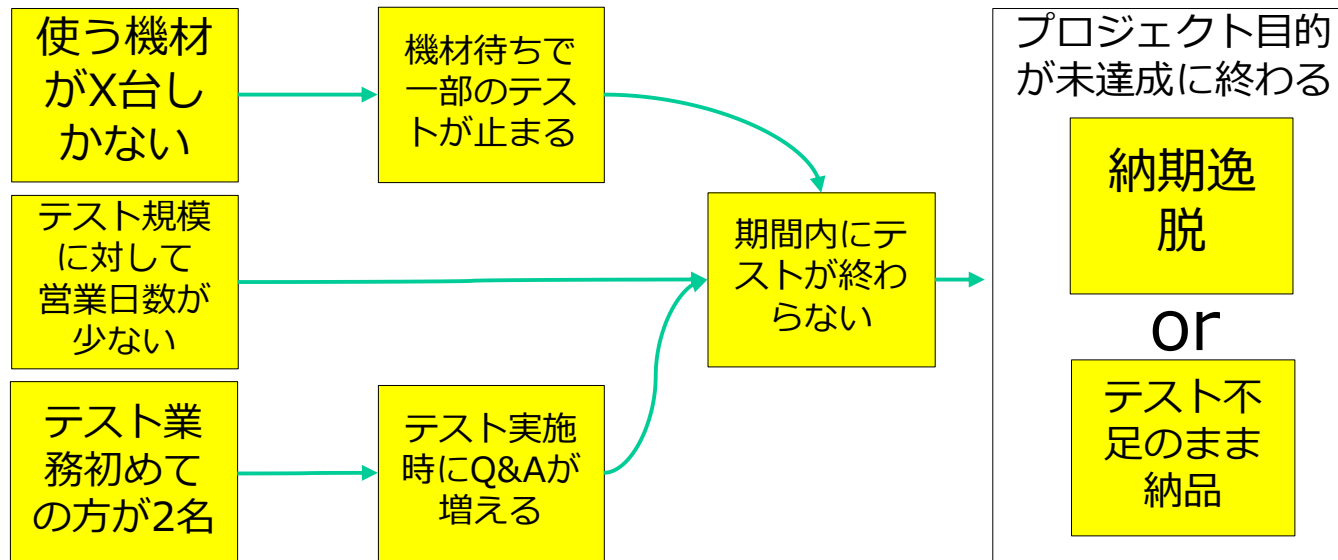 使う機材
がX台し
かない
機材待ちで
一部のテス
トが止まる
テスト規模
に対して
営業日数が
少ない
テスト業
務初めて
の方が2名
テスト実施
時にQ&Aが
増える
期間内にテ
ストが終わ
らない
プロジェクト目的
が未達成に終わる
納期逸
脱
or
テスト不
足のまま
納品